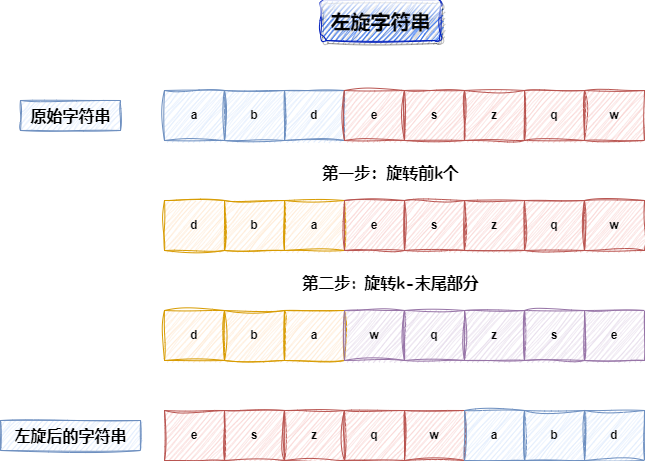 左旋字符串
原始字符串
a b d e s z q w
第一步：旋转前k个
d b a e s z q w
第二步：旋转k-末尾部分
d b a w q z s e
左旋后的字符串
e s z q w a b d